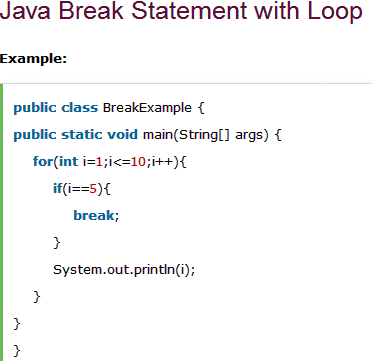 Java Break Statement with Loop
Example:
public class BreakExample {
public static void main(String[] args) {
for(int i=1;i<=10;i++){
if(i==5){
break;
}
System.out.println(i);
}
}
}